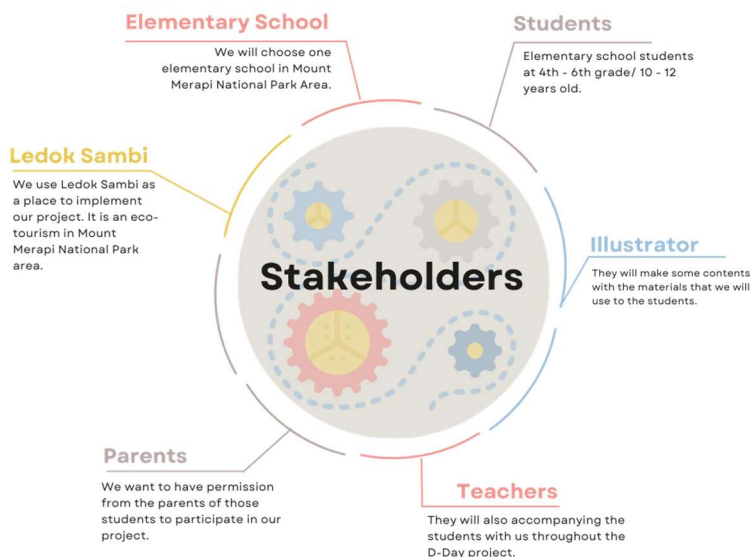 Elementary School
We will choose one
elementary school in Mount
Merapi National Park Area.
Students
Elementary school students
at 4th - 6th grade/ 10 - 12
years old.
Ledok Sambi
We use Ledok Sambi as
a place to implement
our project. It is an eco-
tourism in Mount
Merapi National Park
area.
Illustrator
They will make some contents
with the materials that we will
use to the students.
Stakeholders
Parents
We want to have permission
from the parents of those
students to participate in our
project.
Teachers
They will also accompanying the
students with us throughout the
D-Day project.